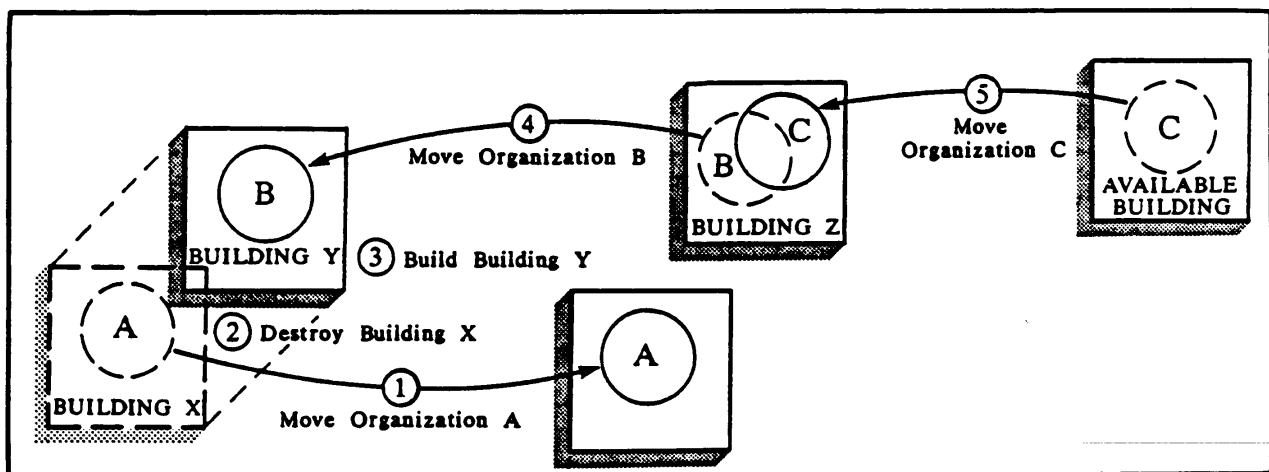 4
Move Organization B
5
Move
Organization C
B
BUILDING Y
B
C
BUILDING Z
C
AVAILABLE
BUILDING
3 Build Building Y
A
BUILDING X
2 Destroy Building X
1
Move Organization A
A